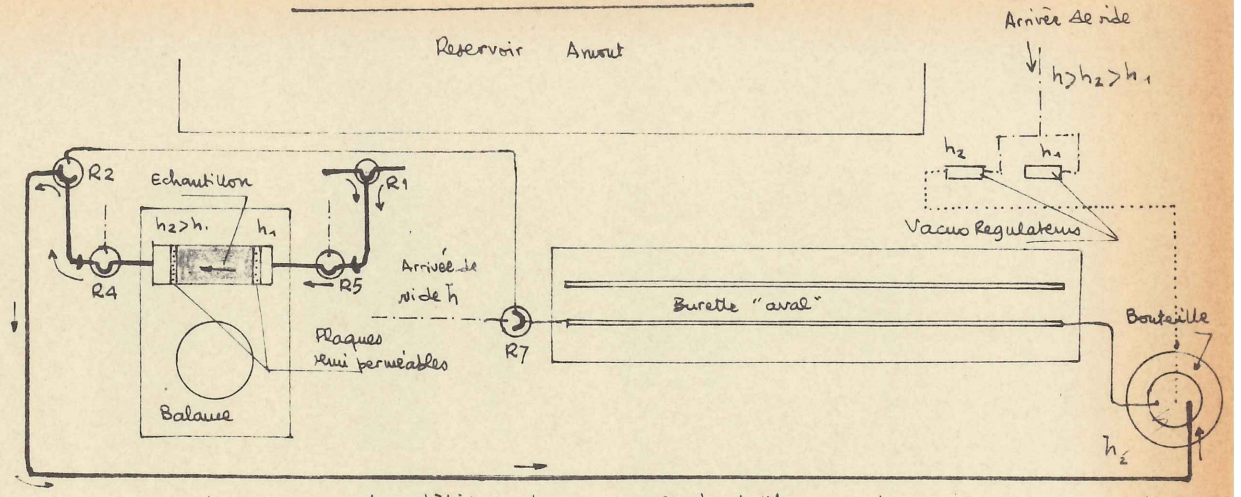 Arrivée de vide
Reservoir Amont
h>h₂>h₁
h₂
h₁
R2
R1
Echantillon
h₂>h₁
h₁
Vacuo Regulateurs
R4
R5
Arrivée de
vide h
Burette "aval"
Bouteille
R7
Plaques
semi perméables
Balance
h₂